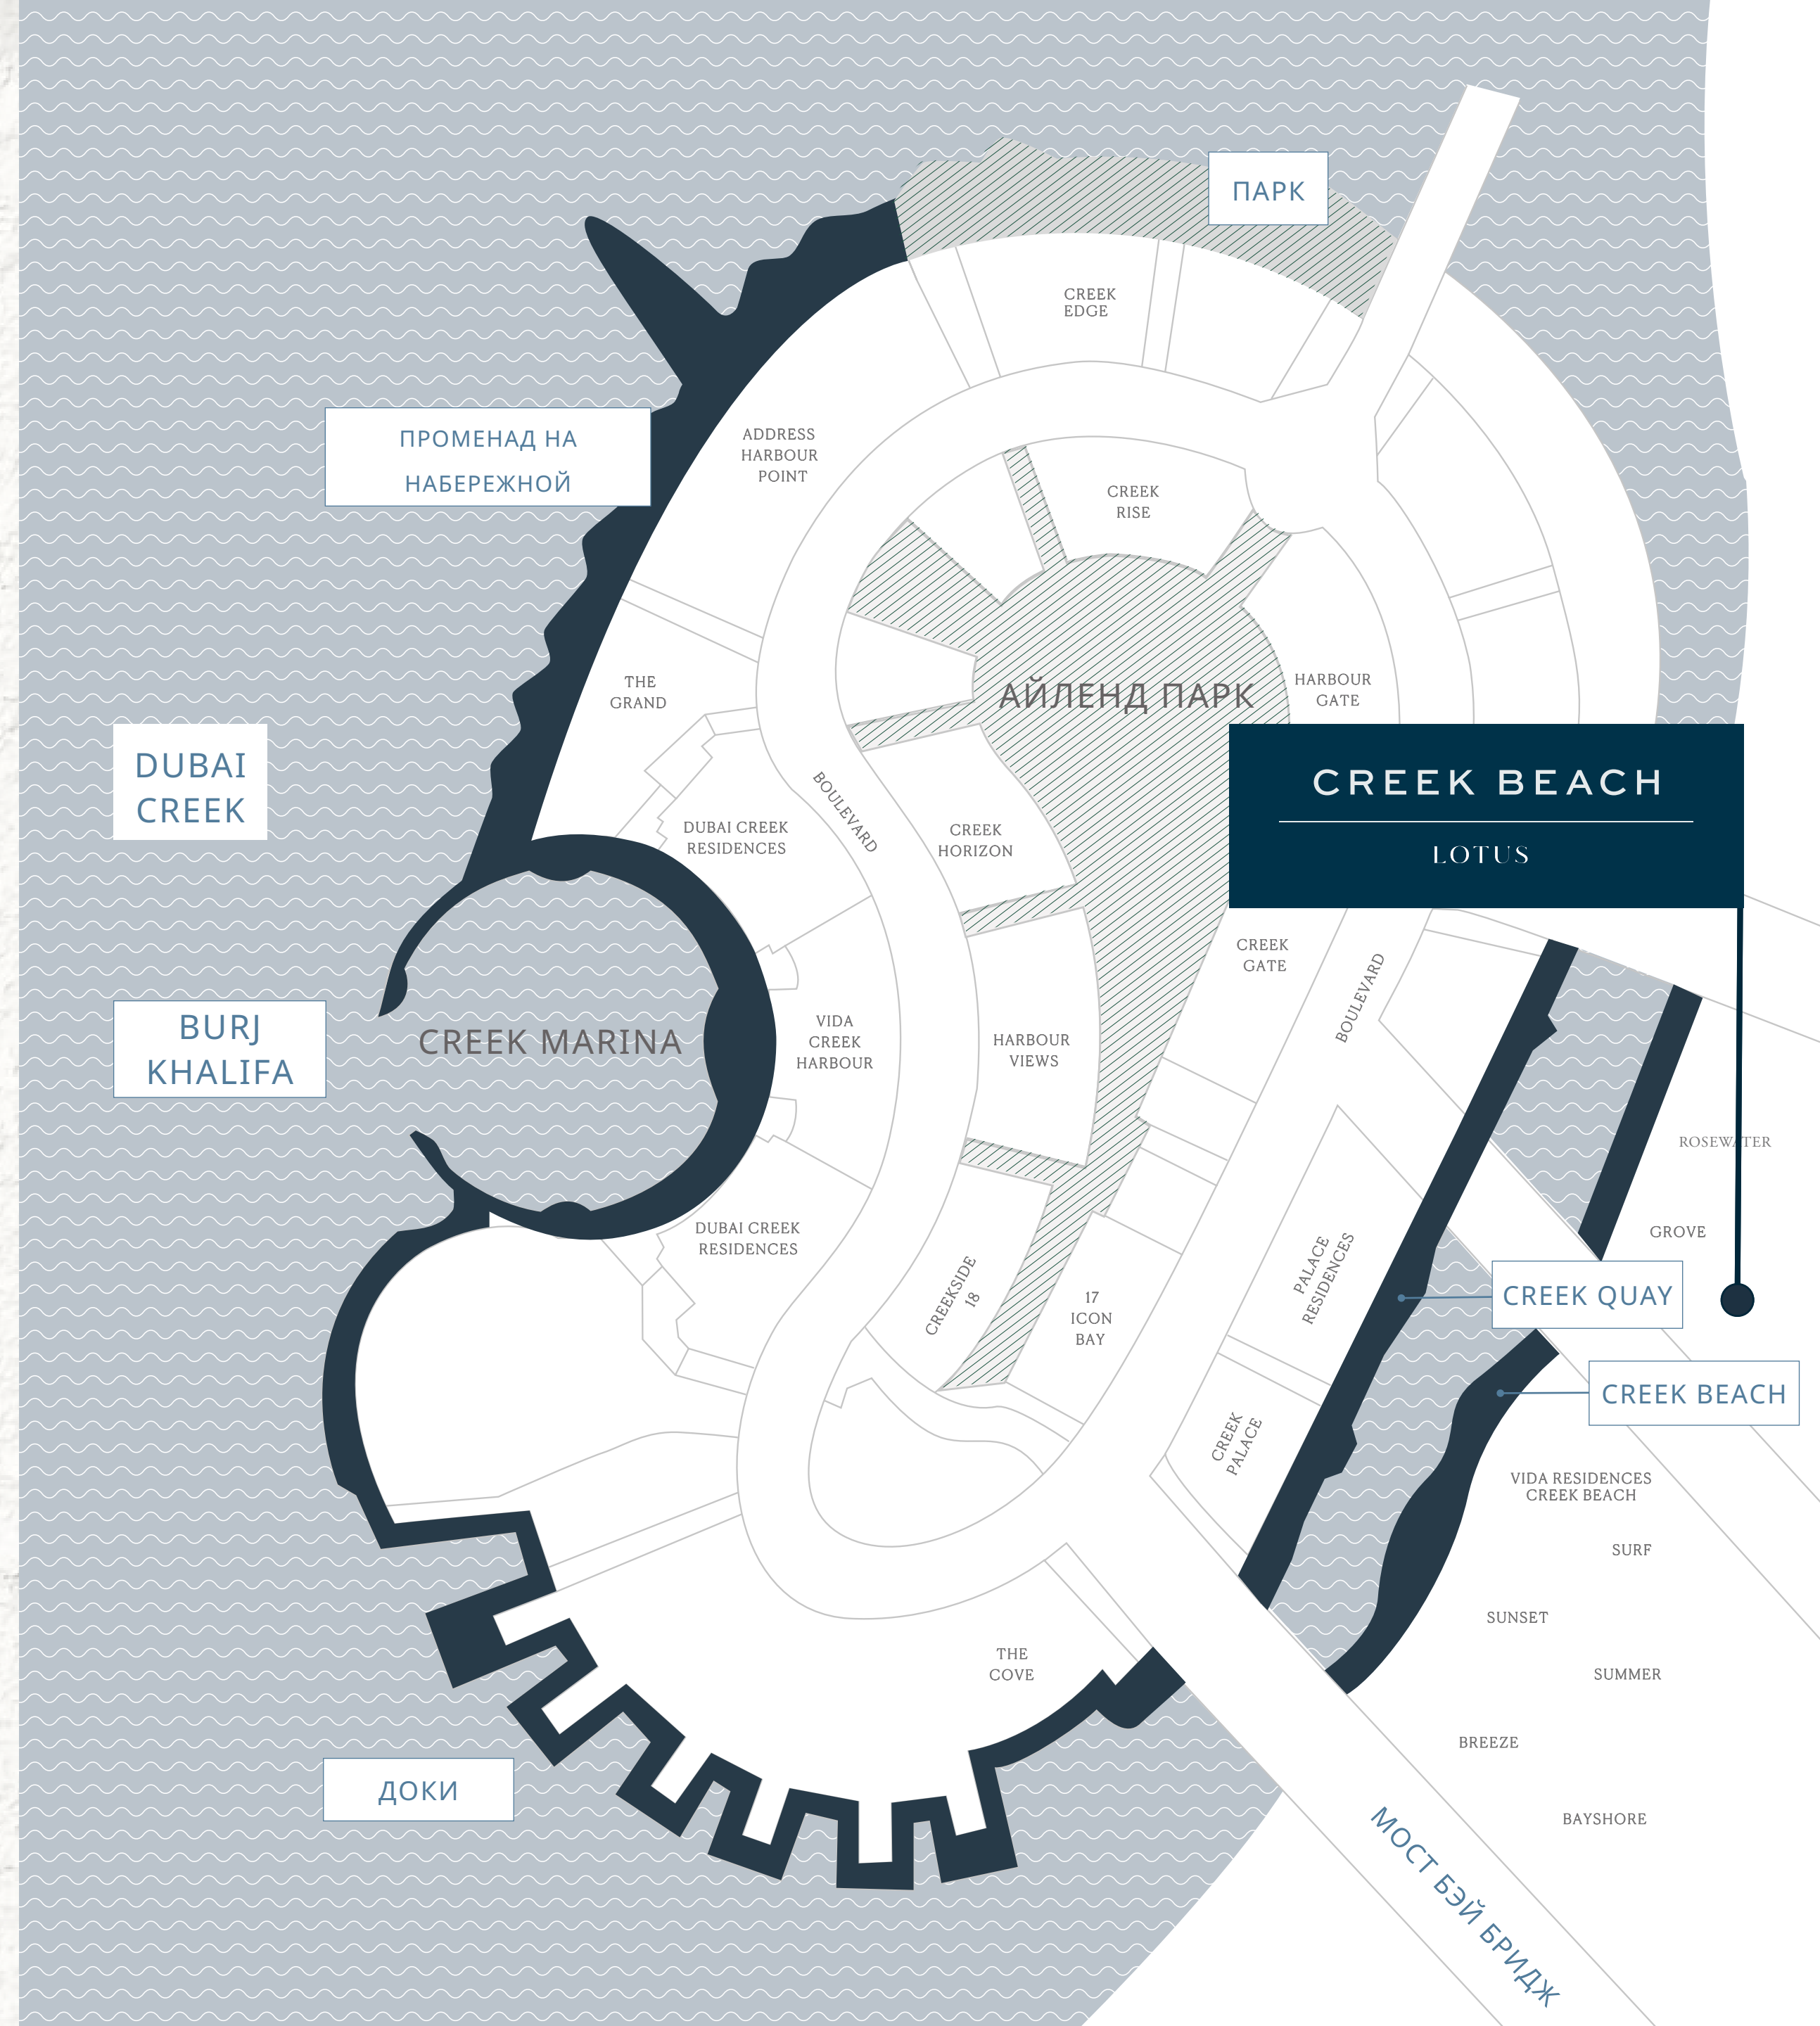 ПАРК
CREEK
EDGE
ПРОМЕНАД НА
НАБЕРЕЖНОЙ
ADDRESS
HARBOUR
POINT
CREEK
RISE
THE
GRAND
АЙЛЕНД ПАРК
HARBOUR
GATE
DUBAI
CREEK
CREEK BEACH
LOTUS
BOULEVARD
DUBAI CREEK
RESIDENCES
CREEK
HORIZON
CREEK
GATE
BOULEVARD
BURJ
KHALIFA
CREEK MARINA
VIDA
CREEK
HARBOUR
HARBOUR
VIEWS
ROSEWATER
DUBAI CREEK
RESIDENCES
GROVE
CREEKSIDE
18
17
ICON
BAY
PALACE
RESIDENCES
CREEK QUAY
CREEK BEACH
CREEK
PALACE
VIDA RESIDENCES
CREEK BEACH
SURF
SUNSET
THE
COVE
SUMMER
BREEZE
ДОКИ
BAYSHORE
МОСТ БЭЙ БРИДЖ